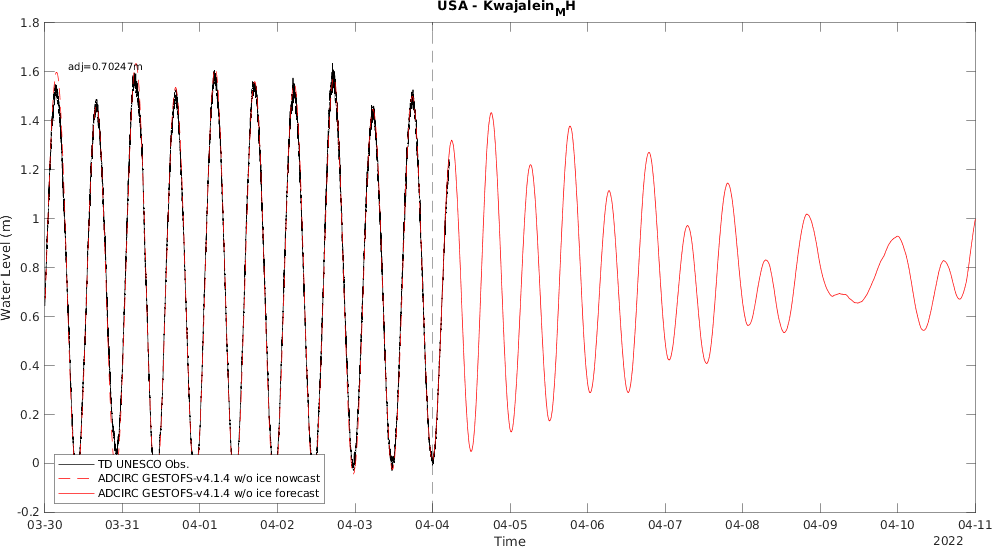 USA - KwajaleinMH
1.8
1.6
1.4
1.2
1
0.8
0.6
0.4
0.2
0
-0.2
Water Level (m)
adj=0.70247m
TD UNESCO Obs.
ADCIRC GESTOFS-v4.1.4 w/o ice nowcast
ADCIRC GESTOFS-v4.1.4 w/o ice forecast
03-30 03-31 04-01 04-02 04-03 04-04 04-05 04-06 04-07 04-08 04-09 04-10 04-11
Time
2022